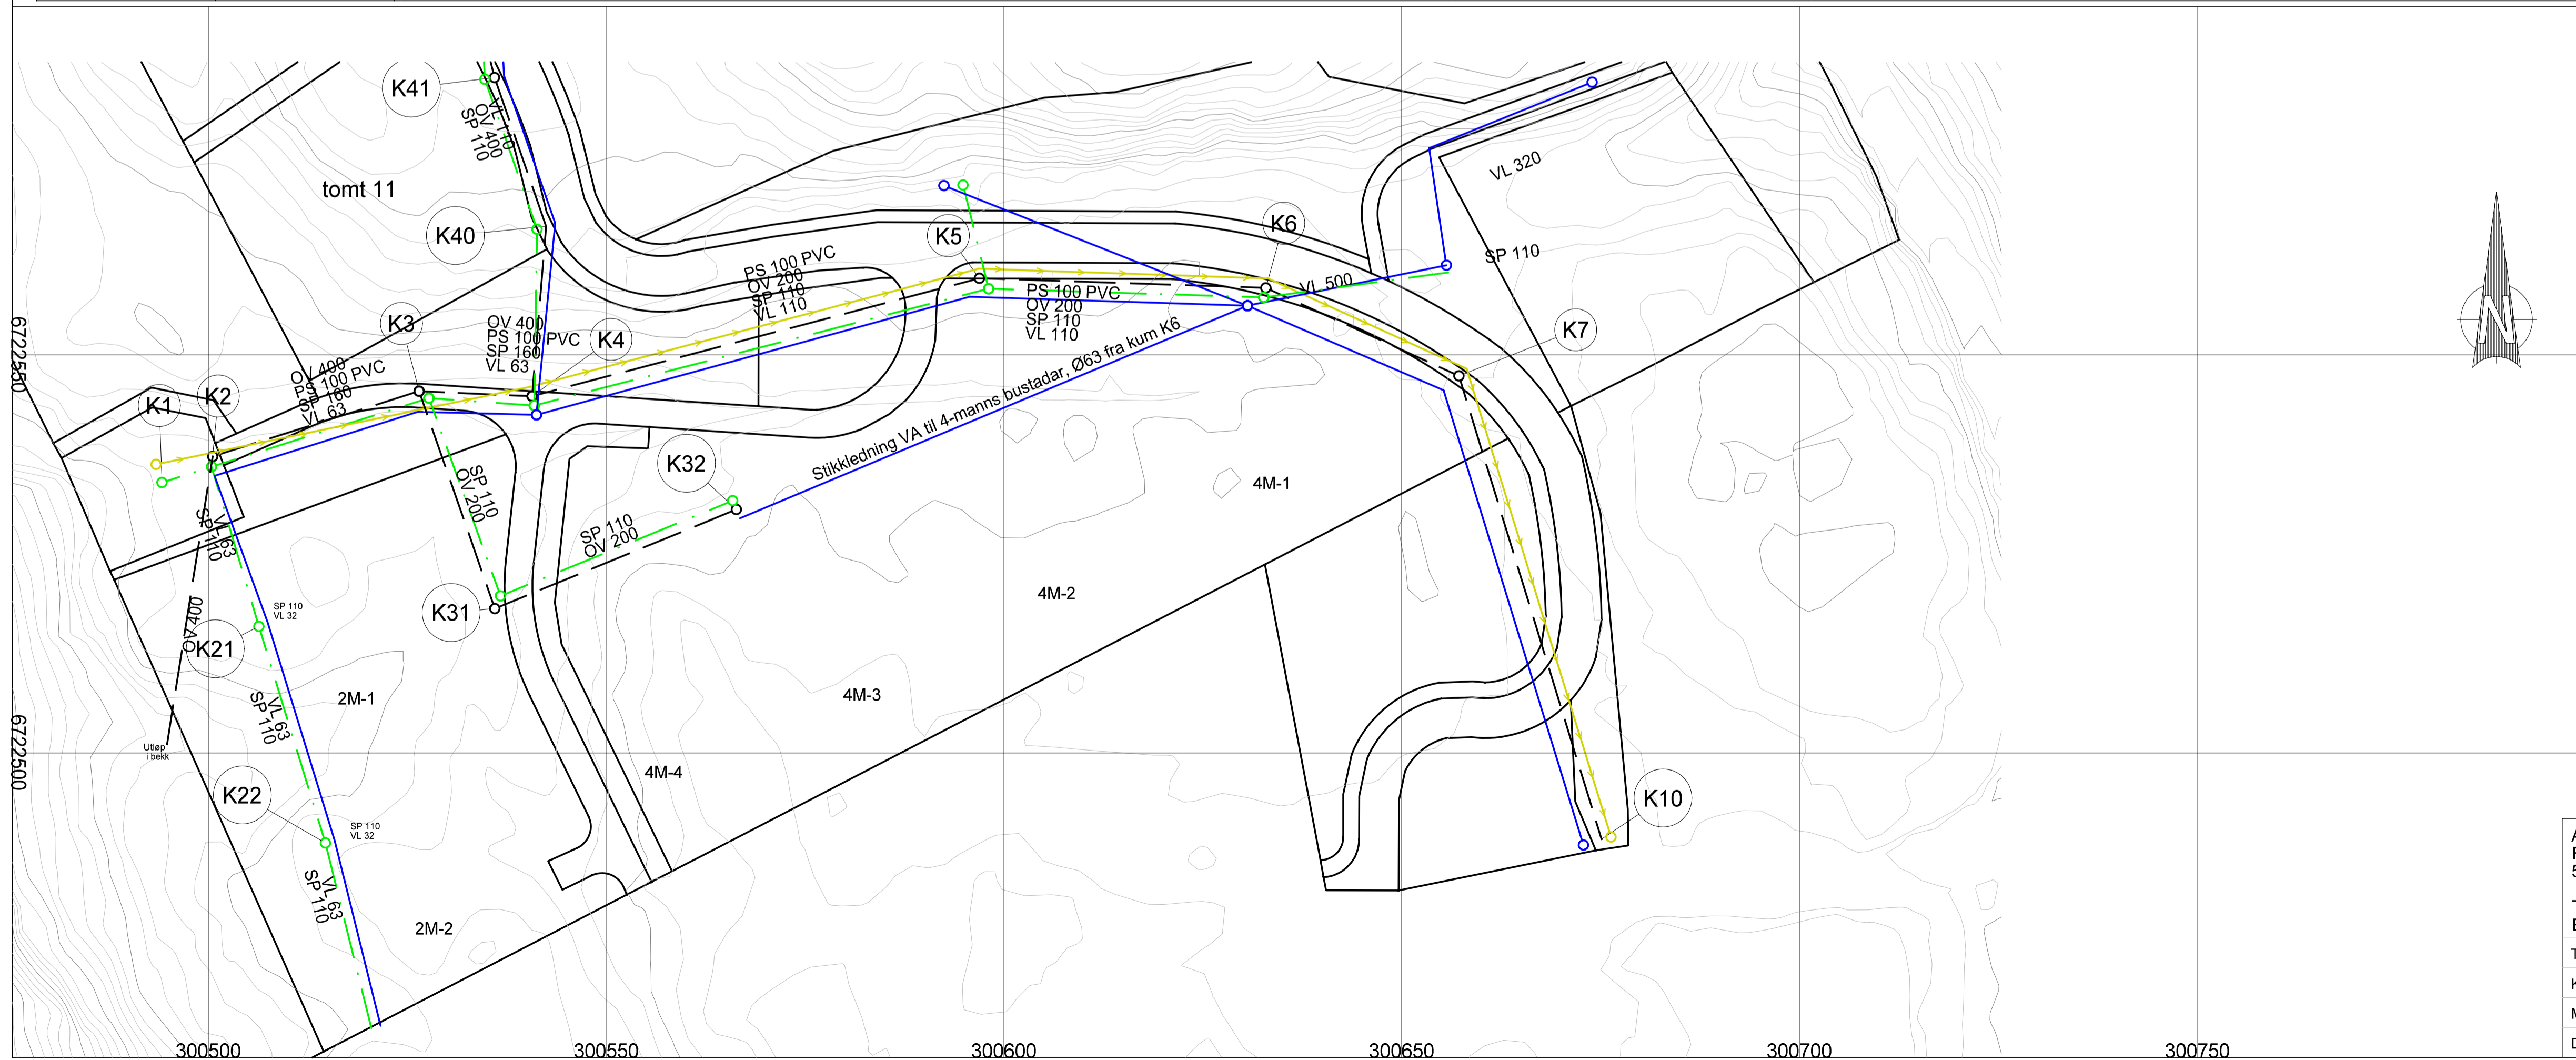 K41
VL 110
OV 400
SP 110
tomt 11
K40
K5
K6
VL 320
SP 110
VL 500
PS 100 PVC
OV 200
SP 110
VL 110
PS 100 PVC
OV 200
SP 110
VL 110
K3
OV 400
PS 100 PVC
SP 160
VL 63
K4
K7
N
6722550
OV 400
PS 100 PVC
SP 160
VL 63
K1
K2
Stikkledning VA til 4-manns bustadar, Ø63 fra kum K6
K32
SP 110
OV 200
4M-1
VL 63
SP 110
SP 110
OV 200
4M-2
SP 110
VL 32
K31
OV 400
K21
2M-1
4M-3
VL 63
SP 110
Utløp
i bekk
6722500
4M-4
K22
K10
SP 110
VL 32
VL 63
SP 110
2M-2
300500
300550
300600
300650
300700
300750